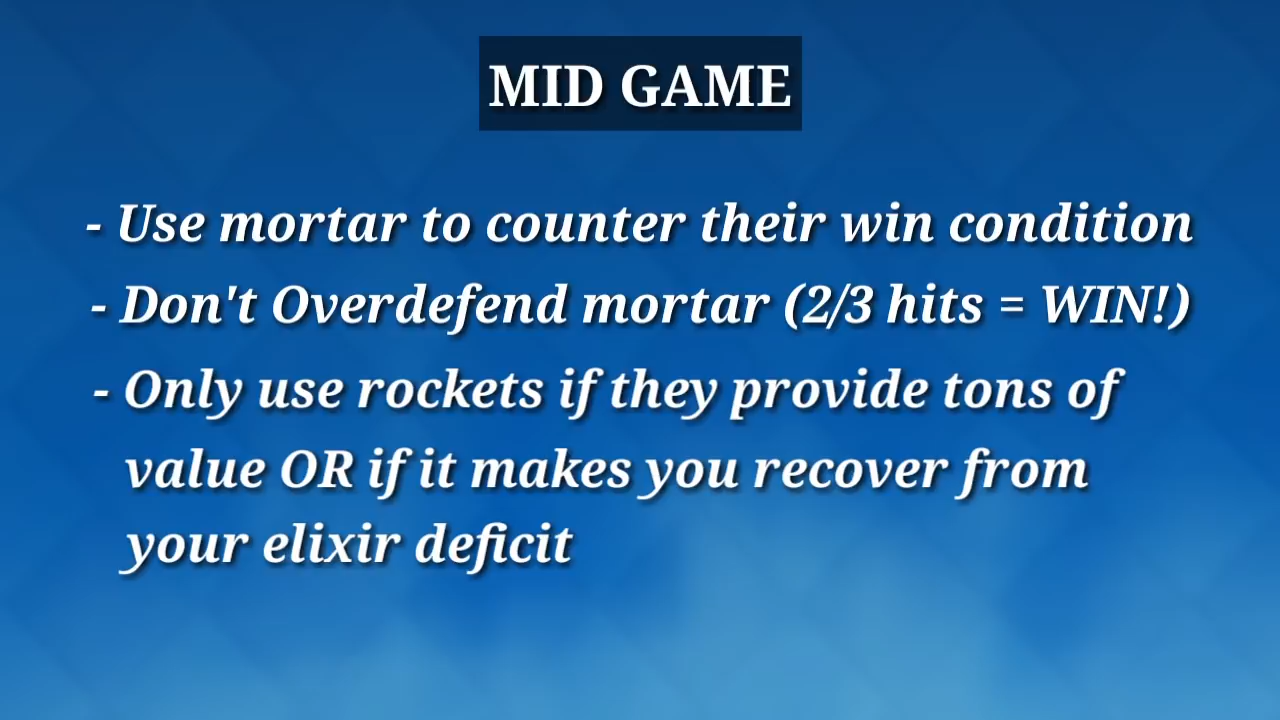 MID GAME
- Use mortar to counter their win condition
- Don't Overdefend mortar (2/3 hits = WIN!)
- Only use rockets if they provide tons of
value OR if it makes you recover from
your elixir deficit